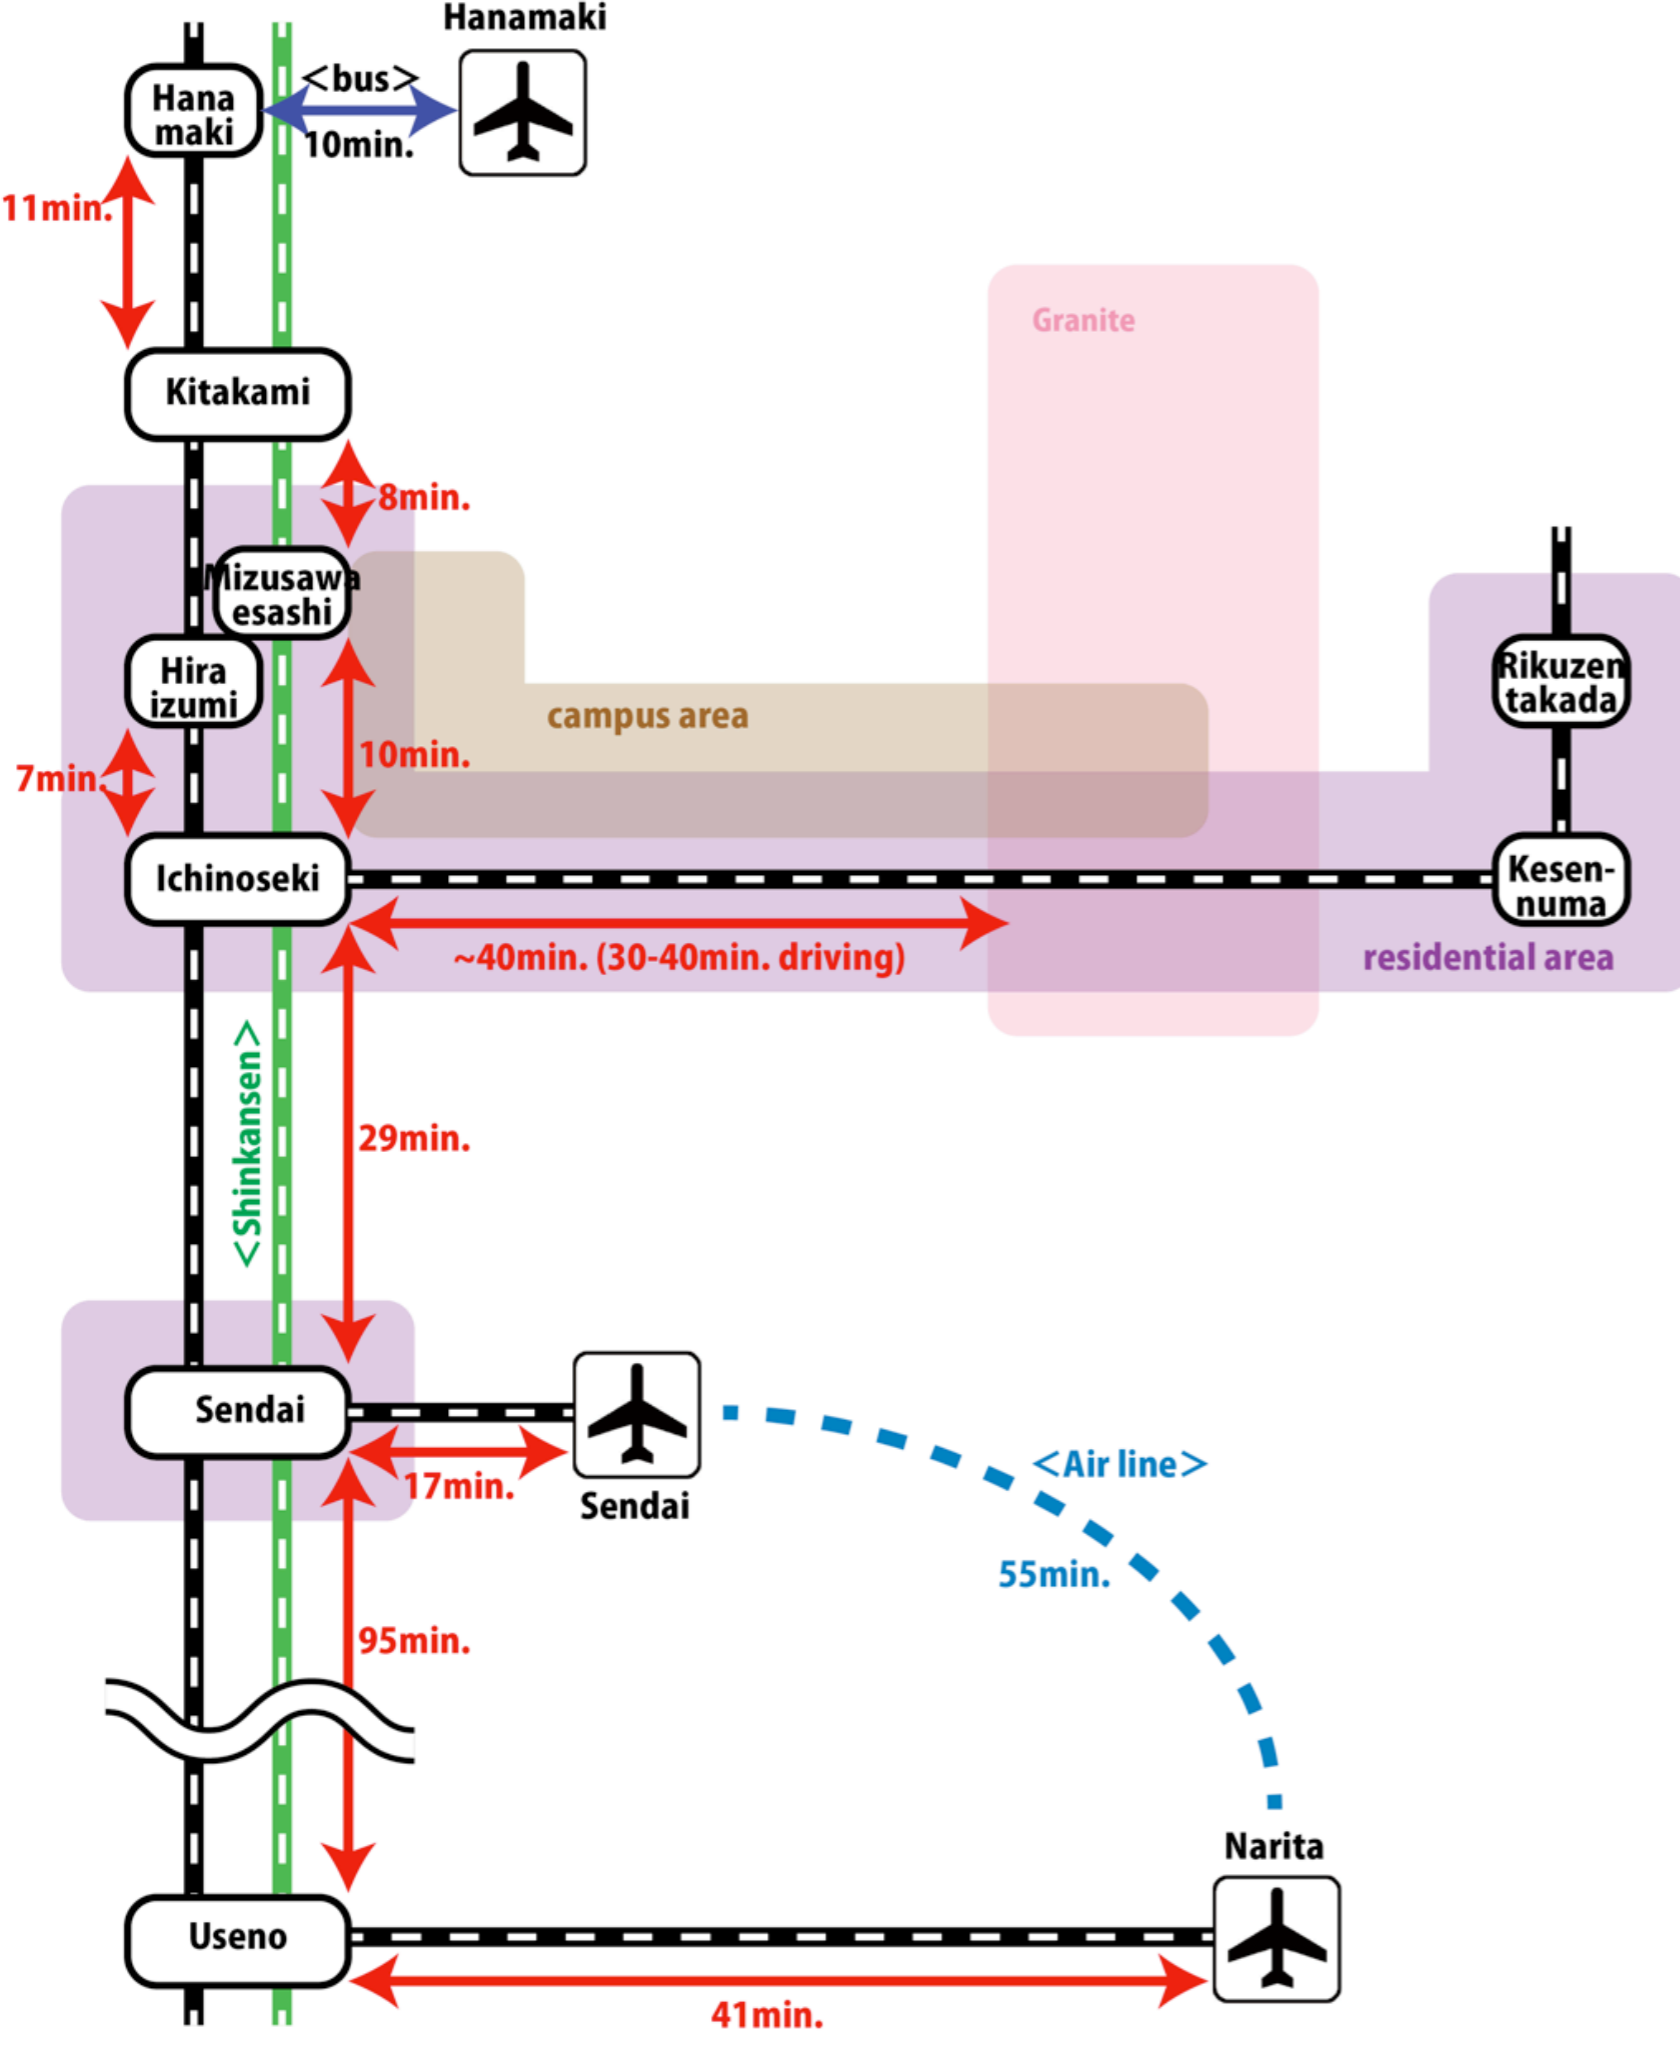 Hanamaki
Hana
maki
<bus>
10min.
11min.
Granite
Kitakami
8min.
Mizusawa
esashi
Hira
izumi
campus area
Rikuzen
takada
7min.
10min.
Ichinoseki
Kesen-
numa
~40min. (30-40min. driving)
residential area
<Shinkansen>
29min.
Sendai
17min.
Sendai
<Air line>
55min.
95min.
Narita
Useno
41min.